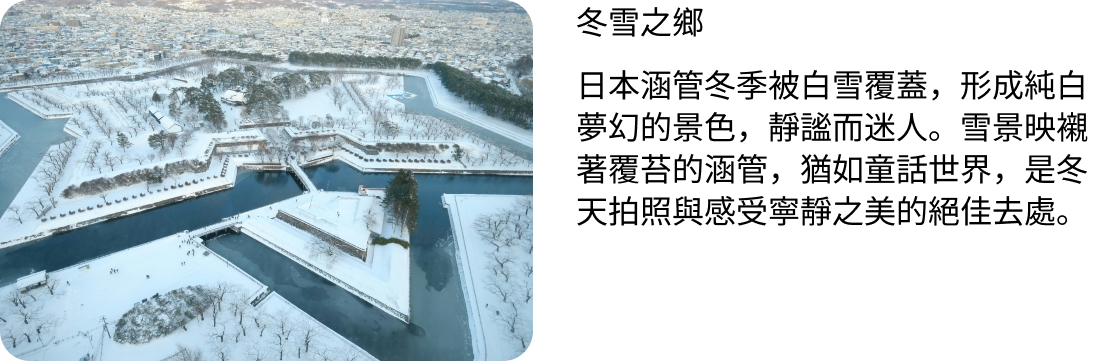 冬雪之鄉
日本涵管冬季被白雪覆蓋，形成純白
夢幻的景色，靜謐而迷人。雪景映襯
著覆苔的涵管，猶如童話世界，是冬
天拍照與感受寧靜之美的絕佳去處。